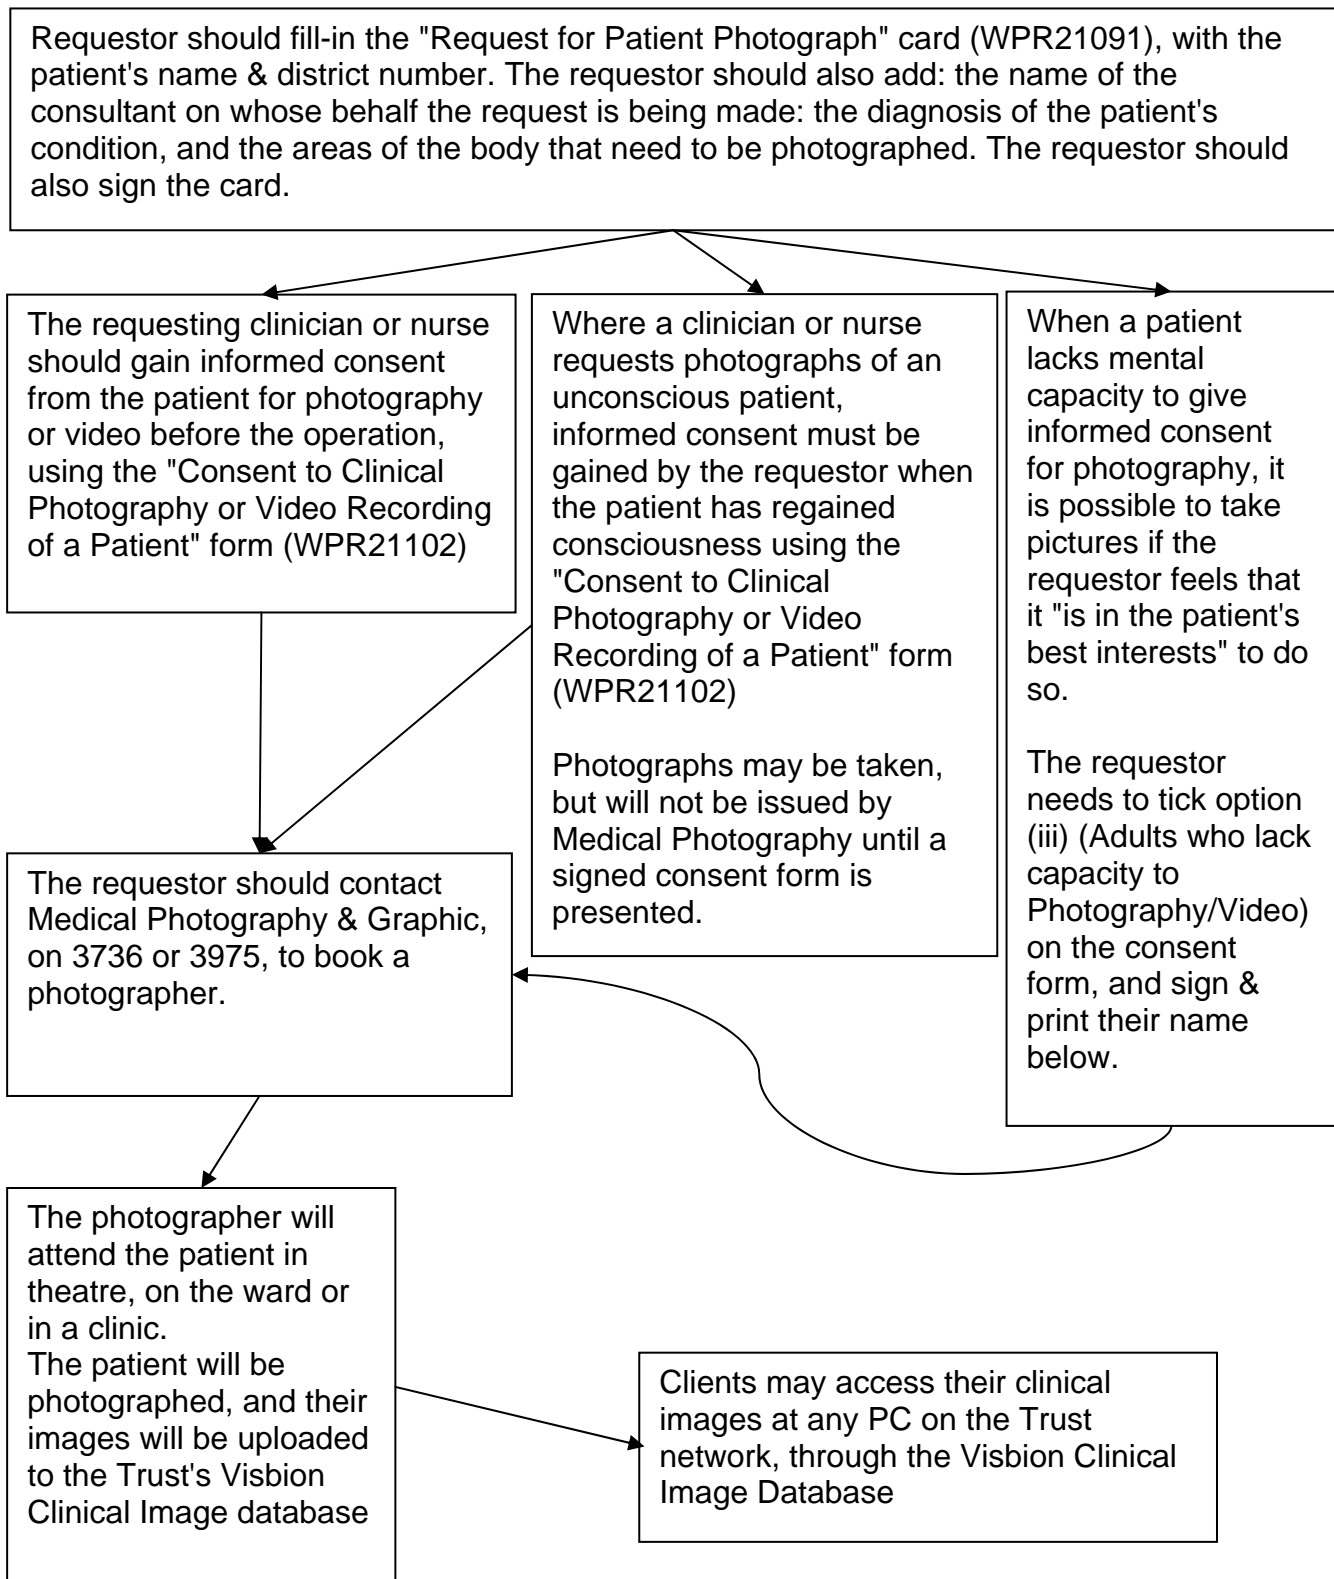 Requestor should fill-in the "Request for Patient Photograph" card (WPR21091), with the
patient's name & district number. The requestor should also add: the name of the
consultant on whose behalf the request is being made: the diagnosis of the patient's
condition, and the areas of the body that need to be photographed. The requestor should
also sign the card.
The requesting clinician or nurse
should gain informed consent
from the patient for photography
or video before the operation,
using the "Consent to Clinical
Photography or Video Recording
of a Patient" form (WPR21102)
Where a clinician or nurse
requests photographs of an
unconscious patient,
informed consent must be
gained by the requestor when
the patient has regained
consciousness using the
"Consent to Clinical
Photography or Video
Recording of a Patient" form
(WPR21102)
Photographs may be taken,
but will not be issued by
Medical Photography until a
signed consent form is
presented.
When a patient
lacks mental
capacity to give
informed consent
for photography, it
is possible to take
pictures if the
requestor feels that
it "is in the patient's
best interests" to do
so.
The requestor
needs to tick option
(iii) (Adults who lack
capacity to
Photography/Video)
on the consent
form, and sign &
print their name
below.
The requestor should contact
Medical Photography & Graphic,
on 3736 or 3975, to book a
photographer.
The photographer will
attend the patient in
theatre, on the ward or
in a clinic.
The patient will be
photographed, and their
images will be uploaded
to the Trust's Visbion
Clinical Image database
Clients may access their clinical
images at any PC on the Trust
network, through the Visbion Clinical
Image Database